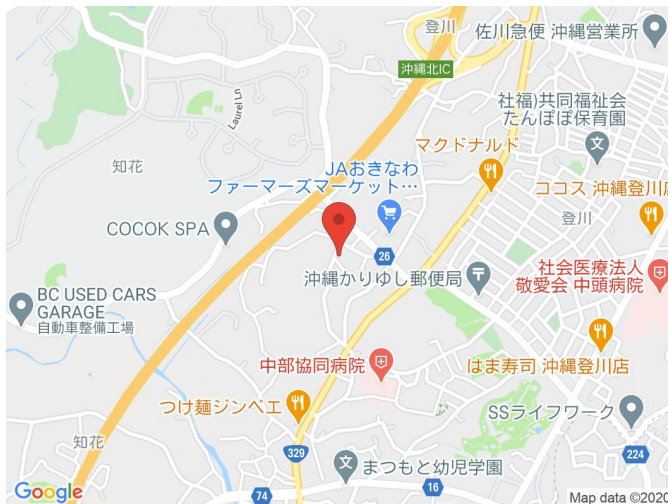 登川
佐川急便 沖縄営業所
沖縄北IC
社福)共同福祉会
たんぽぽ保育園
Laurel Ln
マクドナルド
知花
JAおきなわ
ファーマーズマーケット…
ココス 沖縄登川店
登川
COCOK SPA
26
沖縄かりゆし郵便局
社会医療法人
敬愛会 中頭病院
BC USED CARS
GARAGE
自動車整備工場
中部協同病院
はま寿司 沖縄登川店
つけ麺ジンベエ
SSライフワーク
知花
329
224
まつもと幼児学園
16
74
Google
Map data ©2020